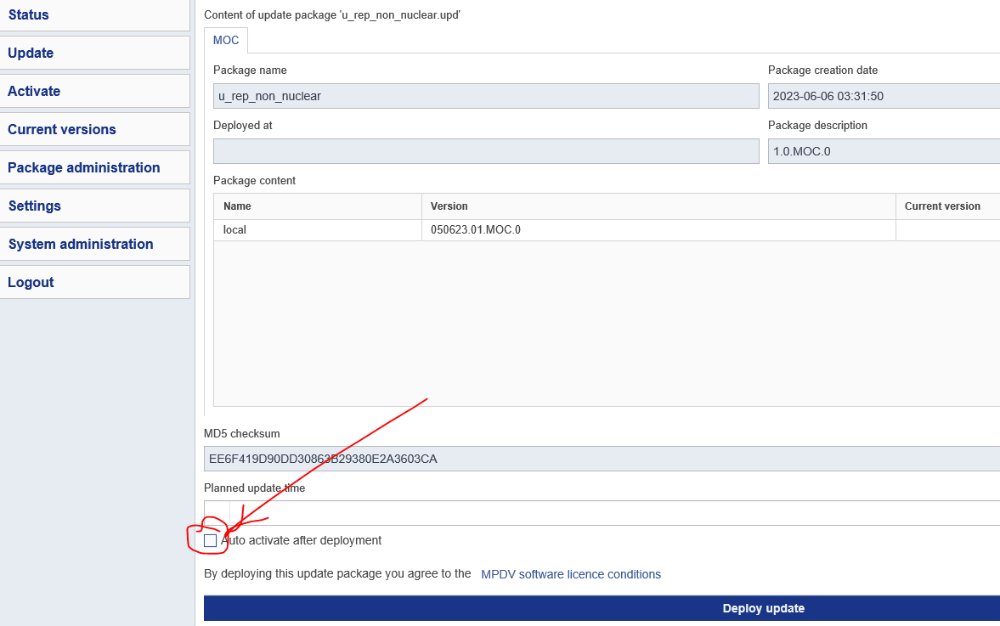 Status
Update
Activate
Current versions
Package administration
Settings
System administration
Logout
Content of update package 'u_rep_non_nuclear.upd'
MOC
Package name
Package creation date
u_rep_non_nuclear
2023-06-06 03:31:50
Deployed at
Package description
1.0.MOC.0
Package content
Name Version Current version
local 050623.01.MOC.0
MD5 checksum
EE6F419D90DD30863B29380E2A3603CA
Planned update time
Auto activate after deployment
By deploying this update package you agree to the MPDV software licence conditions
Deploy update